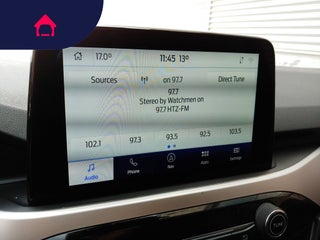 17.0° 11:45 13°
Sources on 97.7 Direct Tune
97.7
Stereo by Watchmen on
97.7 HTZ-FM
102.1 97.3 93.5 92.5 103.5
Audio Phone Nav Apps Settings
TUNE